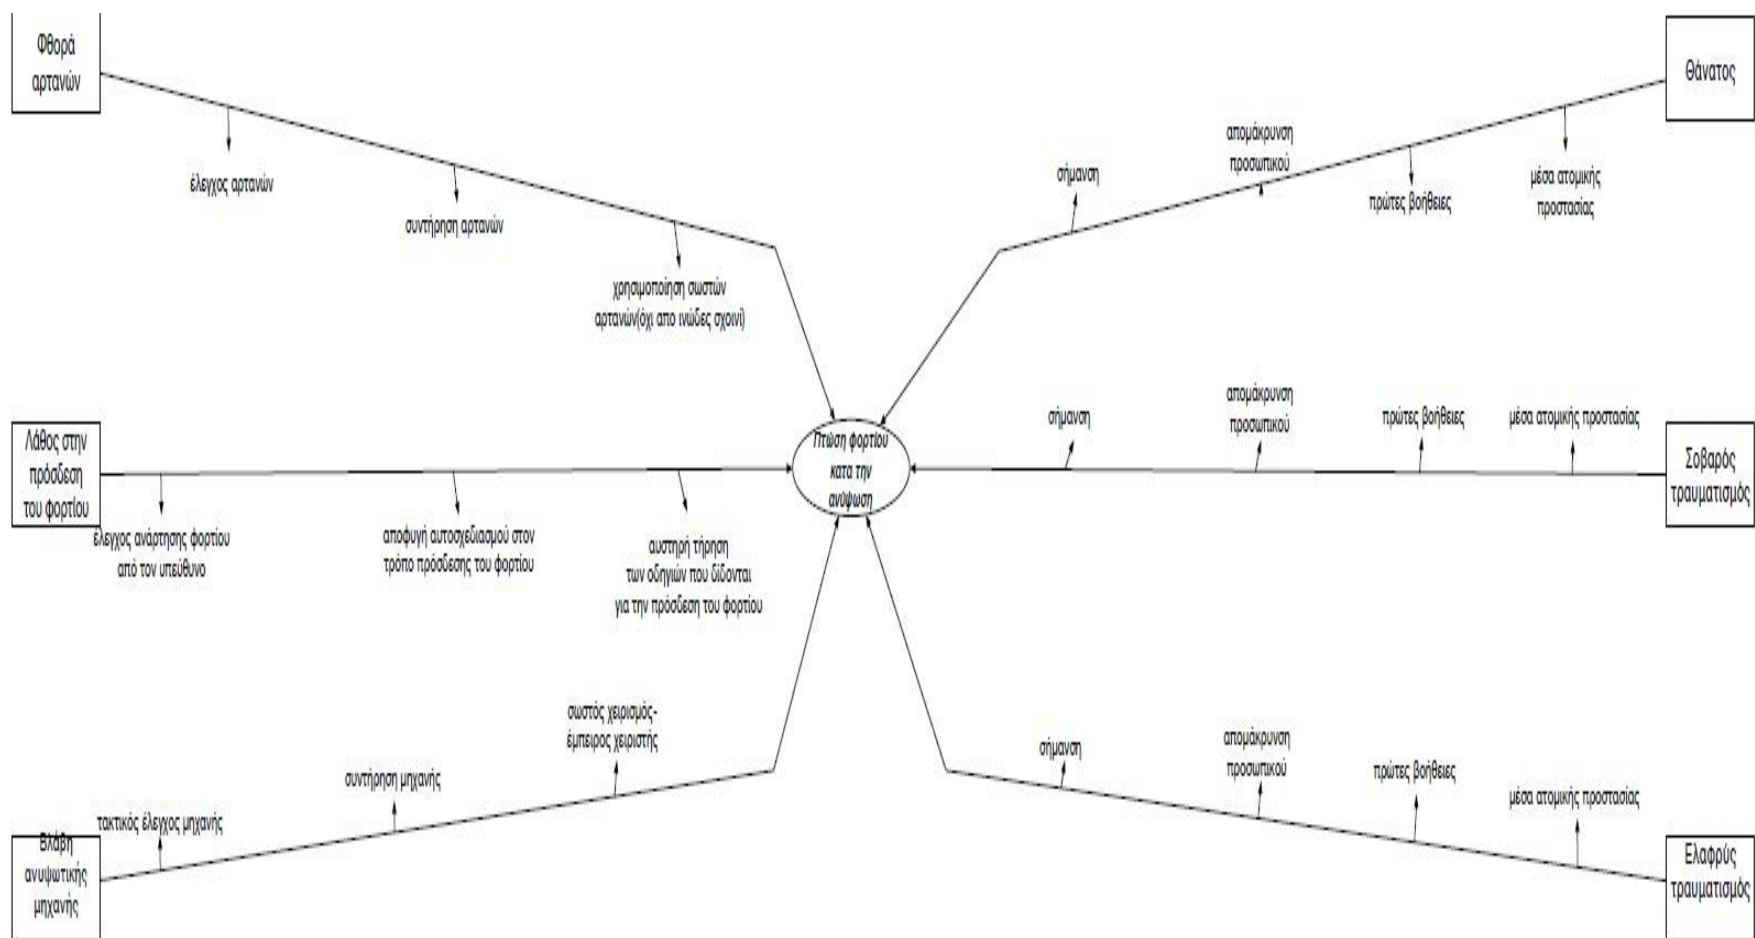 Φθορά
αρτανών
έλεγχος αρτανών
συντήρηση αρτανών
χρησιμοποίηση σωστών
αρτανών(όχι απο ινώδες σχοινί)
Θάνατος
σήμανση
απομάκρυνση
προσωπικού
πρώτες βοήθειες
μέσα ατομικής
προστασίας
Λάθος στην
πρόσδεση
του φορτίου
έλεγχος ανάρτησης φορτίου
από τον υπεύθυνο
αποφυγή αυτοσχεδιασμού στον
τρόπο πρόσδεσης του φορτίου
αυστηρή τήρηση
των οδηγιών που δίδονται
για την πρόσδεση του φορτίου
Πτώση φορτίου
κατα την
ανύψωση
σήμανση
απομάκρυνση
προσωπικού
πρώτες βοήθειες
μέσα ατομικής προστασίας
Σοβαρός
τραυματισμός
Βλάβη
ανυψωτικής
μηχανής
τακτικός έλεγχος μηχανής
συντήρηση μηχανής
σωστός χειρισμός-
έμπειρος χειριστής
σήμανση
απομάκρυνση
προσωπικού
πρώτες βοήθειες
μέσα ατομικής προστασίας
Ελαφρύς
τραυματισμός